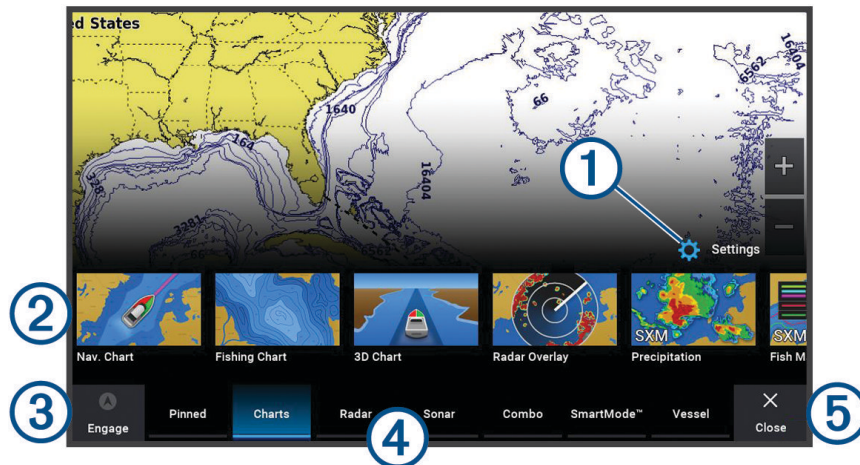 d States
1640
164
328
3281
66
16404
-66
6562
16404
1
+
−
Settings
2
SXM
SXM
Nav. Chart
Fishing Chart
3D Chart
Radar Overlay
Precipitation
Fish M
3
Engage
Pinned
Charts
Radar
4
Sonar
Combo
SmartMode™
Vessel
Close
5